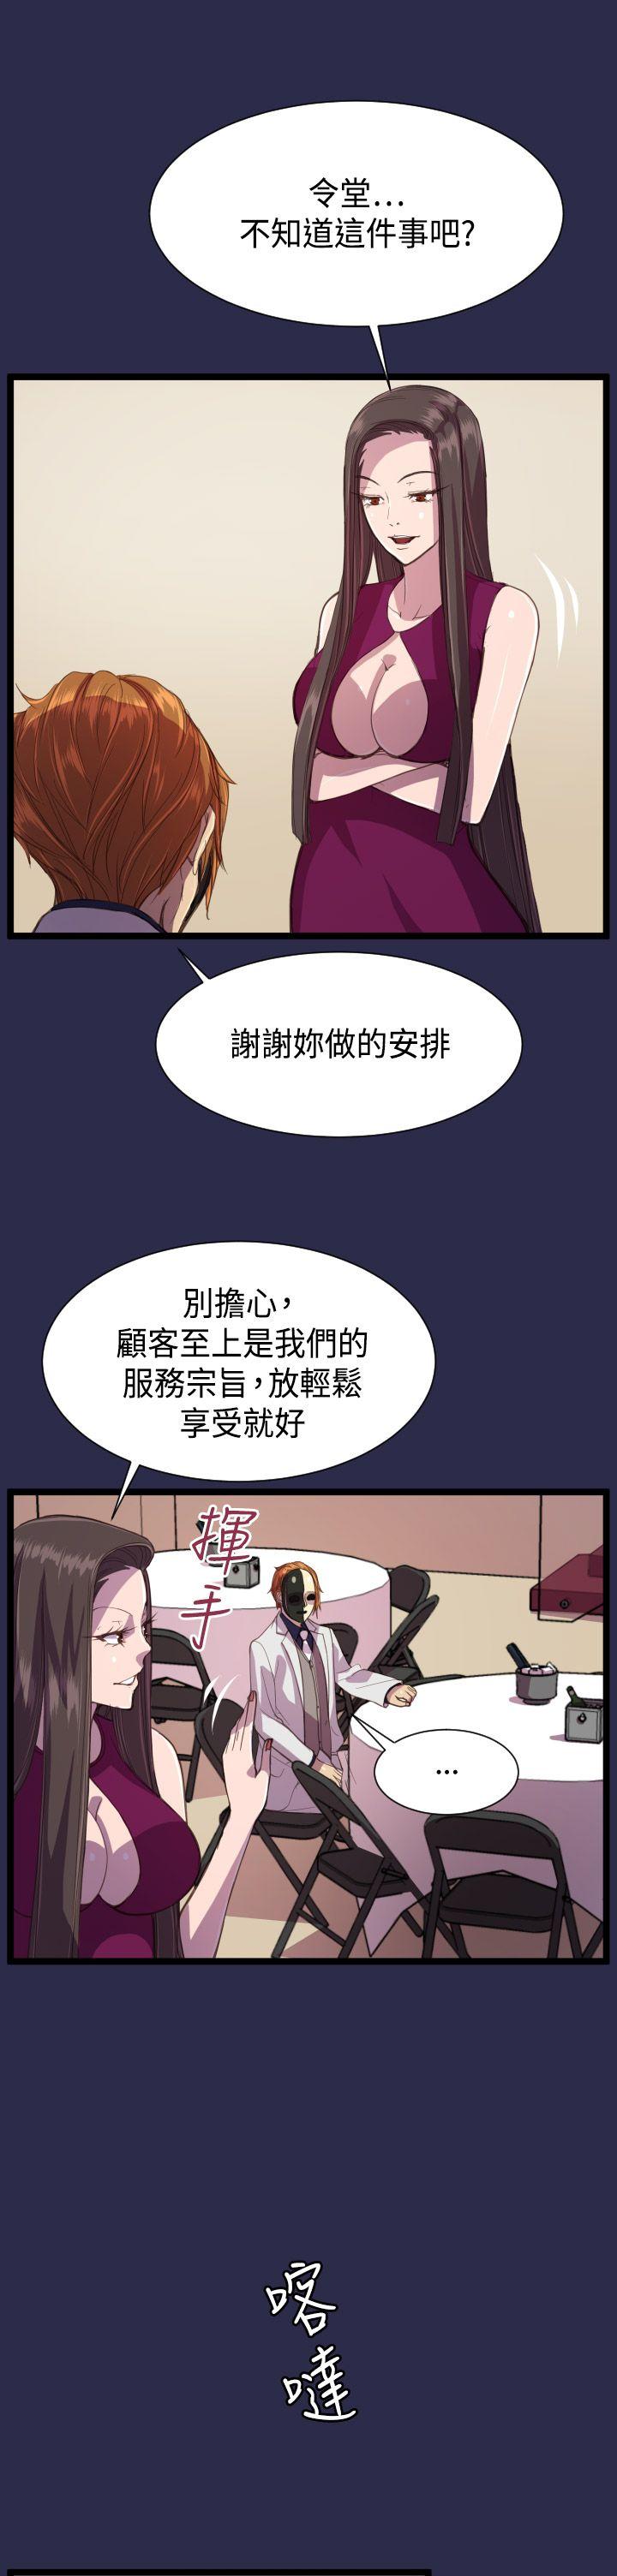 令堂...
不知道這件事吧?
謝謝妳做的安排
別擔心,
顧客至上是我們的
服務宗旨,放輕鬆
享受就好
揮
手
...
喀
噠